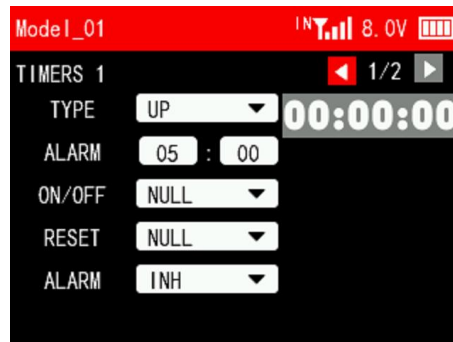 Model_01 IN 8.0V
TIMERS 1 1/2
TYPE UP 00:00:00
ALARM 05 : 00
ON/OFF NULL
RESET NULL
ALARM INH